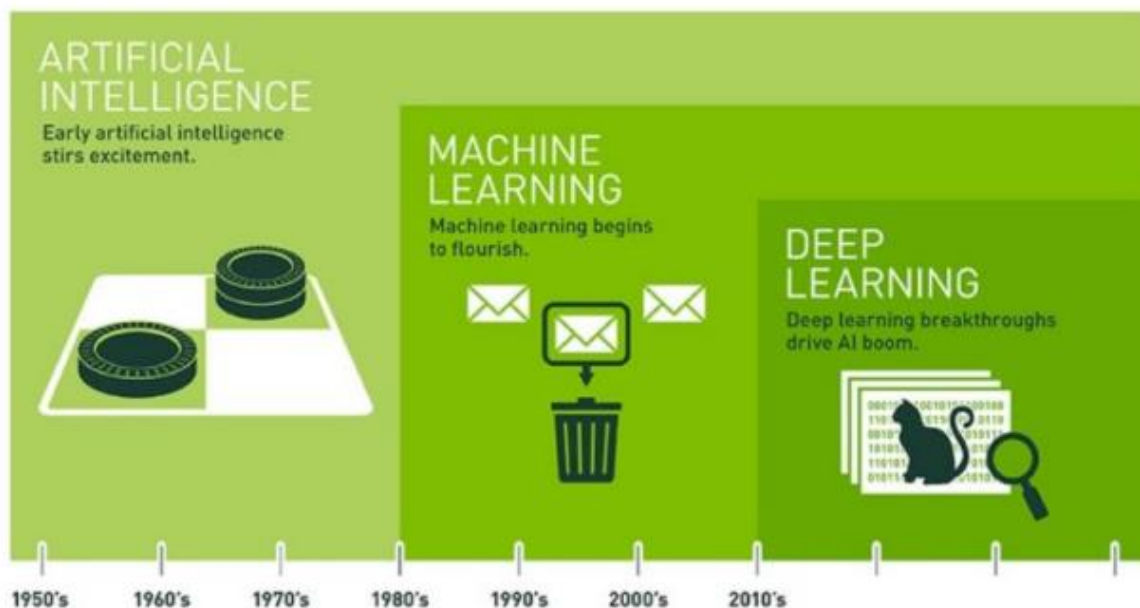 ARTIFICIAL
INTELLIGENCE
Early artificial intelligence
stirs excitement.
MACHINE
LEARNING
Machine learning begins
to flourish.
DEEP
LEARNING
Deep learning breakthroughs
drive AI boom.
1950's 1960's 1970's 1980's 1990's 2000's 2010's